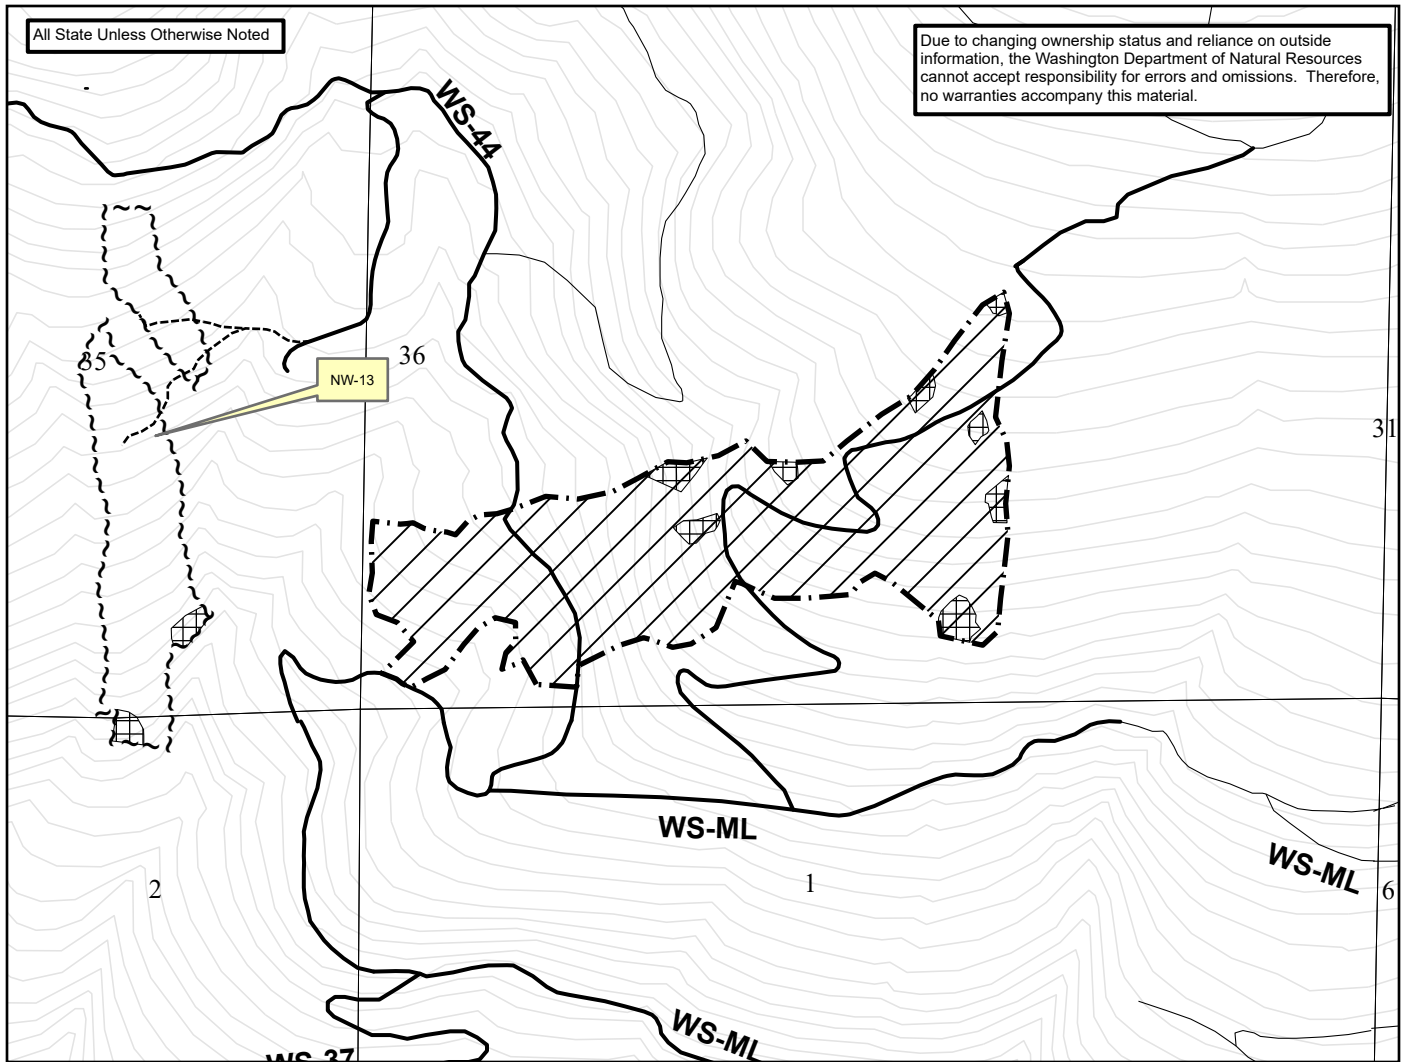 All State Unless Otherwise Noted
Due to changing ownership status and reliance on outside
information, the Washington Department of Natural Resources
cannot accept responsibility for errors and omissions. Therefore,
no warranties accompany this material.
WS-44
35
36
NW-13
31
WS-ML
WS-ML
2
1
6
WS-ML
WS-37